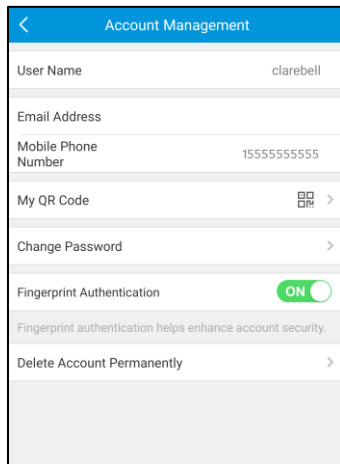 Account Management
User Name clarebell
Email Address
Mobile Phone
Number 15555555555
My QR Code
Change Password
Fingerprint Authentication ON
Fingerprint authentication helps enhance account security.
Delete Account Permanently